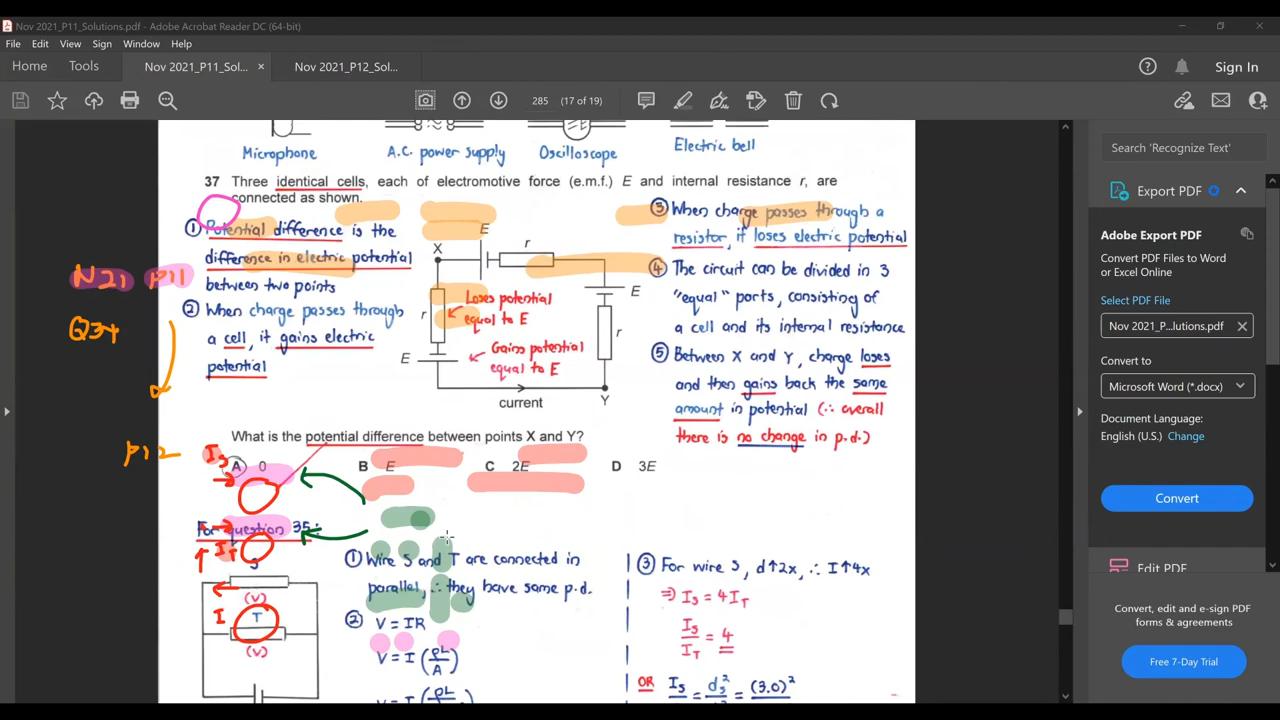 Nov 2021_P11_Solutions.pdf - Adobe Acrobat Reader DC (64-bit)
File Edit View Sign Window Help
Home Tools Nov 2021_P11_Sol... × Nov 2021_P12_So... Sign In
285 (17 of 19)
Microphone A.C. power supply Oscilloscope Electric bell
37 Three identical cells, each of electromotive force (e.m.f.) E and internal resistance r, are
connected as shown.
① Potential difference is the
difference in electric potential
between two points
② When charge passes through
a cell, it gains electric
potential
X E r
E
r r
E
Y
current
Loses potential
equal to E
Gains potential
equal to E
③ When charge passes through a
resistor, it loses electric potential
④ The circuit can be divided in 3
"equal" parts, consisting of
a cell and its internal resistance
⑤ Between X and Y, charge loses
and then gains back the same
amount in potential (∴ overall
there is no change in p.d.)
N21 P11
Q34
P12
What is the potential difference between points X and Y?
A 0 B E C 2E D 3E
Is
For question 35:
IT
S
(V)
I T
(V)
① Wire S and T are connected in
parallel, ∴ they have same p.d.
② V = IR
V = I (ρL/A)
③ For wire S, d↑2x, ∴ I↑4x
⇒ Is = 4IT
Is/IT = 4
OR Is = ds² = (3.0)²
Search 'Recognize Text'
Export PDF
Adobe Export PDF
Convert PDF Files to Word
or Excel Online
Select PDF File
Nov 2021_P...lutions.pdf
Convert to
Microsoft Word (*.docx)
Document Language:
English (U.S.) Change
Convert
Edit PDF
Convert, edit and e-sign PDF
forms & agreements
Free 7-Day Trial